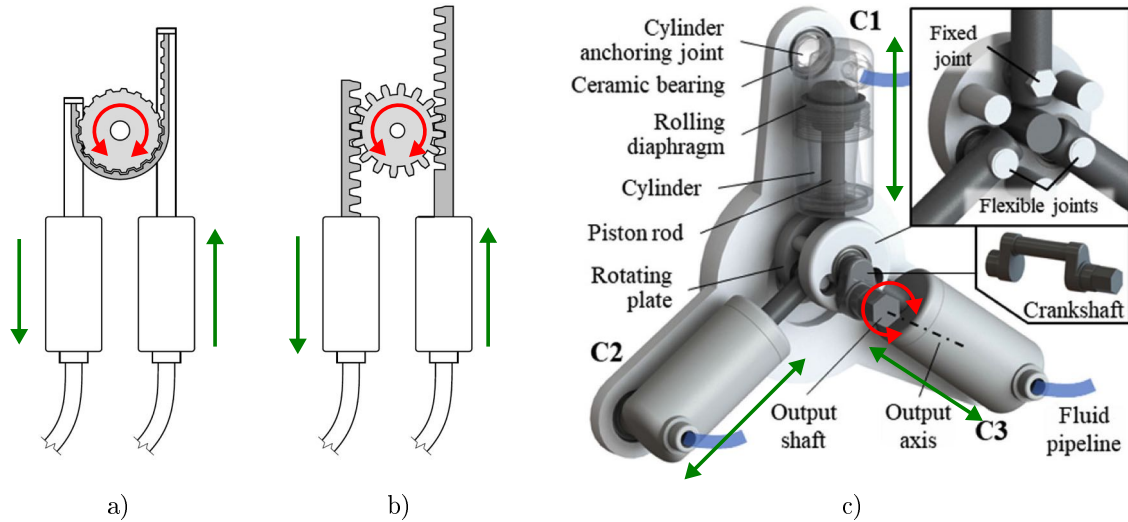 C1
Cylinder
anchoring joint
Ceramic bearing
Rolling
diaphragm
Cylinder
Piston rod
Rotating
plate
C2
Output
shaft
Output
axis
C3
Fluid
pipeline
Fixed
joint
Flexible joints
Crankshaft
a)
b)
c)